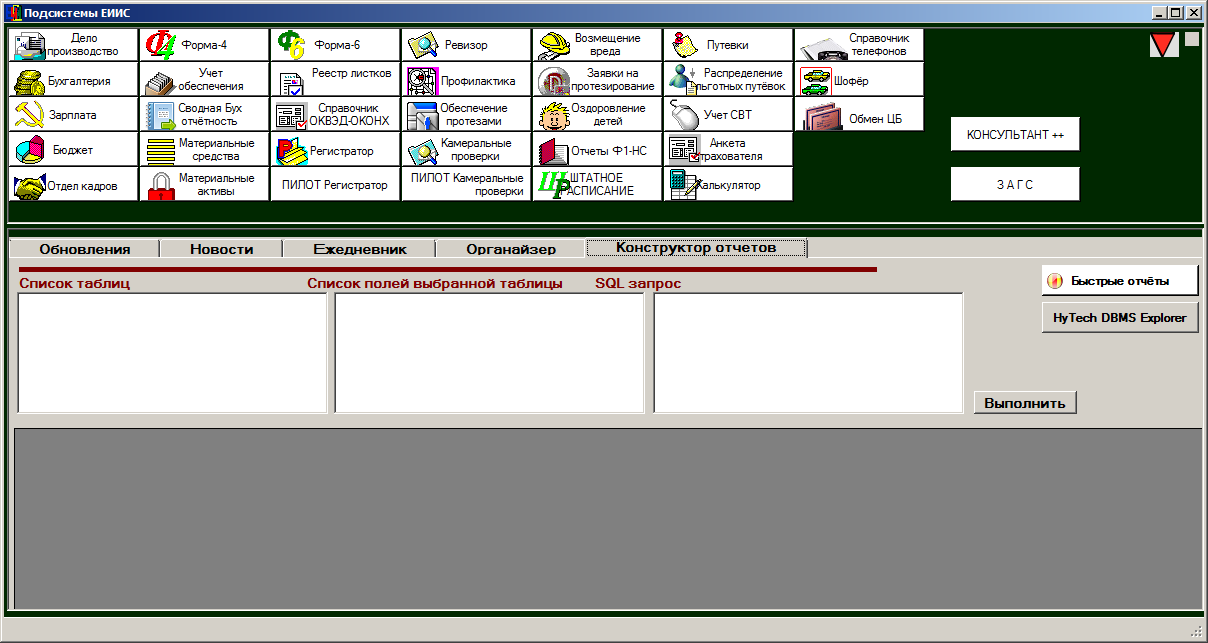 Подсистемы ЕИИС
Дело
производство
Форма-4
Форма-6
Ревизор
Возмещение
вреда
Путевки
Справочник
телефонов
Бухгалтерия
Учет
обеспечения
Реестр листков
Профилактика
Заявки на
протезирование
Распределение
льготных путёвок
Шофёр
Зарплата
Сводная Бух
отчётность
Справочник
ОКВЭД-ОКОНХ
Обеспечение
протезами
Оздоровление
детей
Учет СВТ
Обмен ЦБ
Бюджет
Материальные
средства
Регистратор
Камеральные
проверки
Отчеты Ф1-НС
Анкета
трахователя
Отдел кадров
Материальные
активы
ПИЛОТ Регистратор
ПИЛОТ Камеральные
проверки
ШТАТНОЕ
РАСПИСАНИЕ
Калькулятор
КОНСУЛЬТАНТ ++
З А Г С
Обновления
Новости
Ежедневник
Органайзер
Конструктор отчетов
Список таблиц
Список полей выбранной таблицы
SQL запрос
Быстрые отчёты
HyTech DBMS Explorer
Выполнить